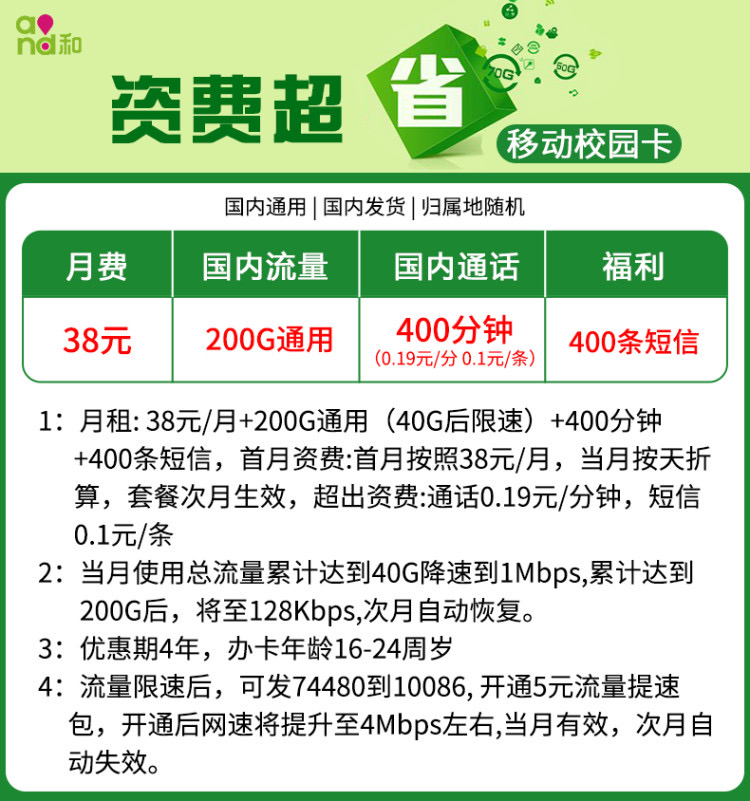 and和
资费超省
70G
50G
移动校园卡
国内通用 | 国内发货 | 归属地随机
月费 国内流量 国内通话 福利
38元 200G通用 400分钟 400条短信
(0.19元/分 0.1元/条)
1：月租: 38元/月+200G通用（40G后限速）+400分钟
+400条短信，首月资费:首月按照38元/月，当月按天折
算，套餐次月生效，超出资费:通话0.19元/分钟，短信
0.1元/条
2：当月使用总流量累计达到40G降速到1Mbps,累计达到
200G后，将至128Kbps,次月自动恢复。
3：优惠期4年，办卡年龄16-24周岁
4：流量限速后，可发74480到10086, 开通5元流量提速
包，开通后网速将提升至4Mbps左右,当月有效，次月自
动失效。